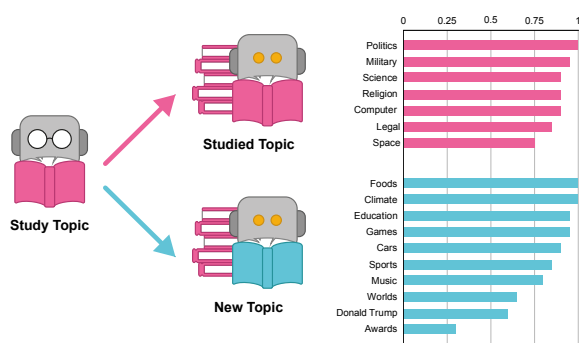 0 0.25 0.5 0.75 1
Politics
Military
Science
Religion
Computer
Legal
Space
Studied Topic
Study Topic
Foods
Climate
Education
Games
Cars
Sports
Music
Worlds
Donald Trump
Awards
New Topic